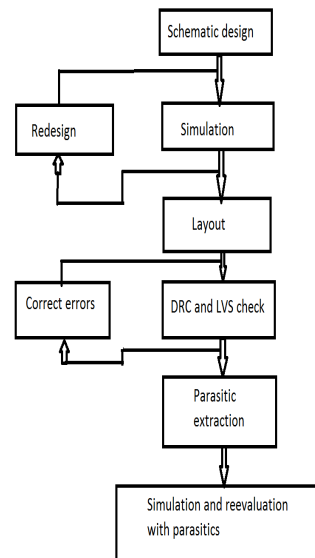 Schematic design
Redesign
Simulation
Layout
Correct errors
DRC and LVS check
Parasitic
extraction
Simulation and reevaluation
with parasitics